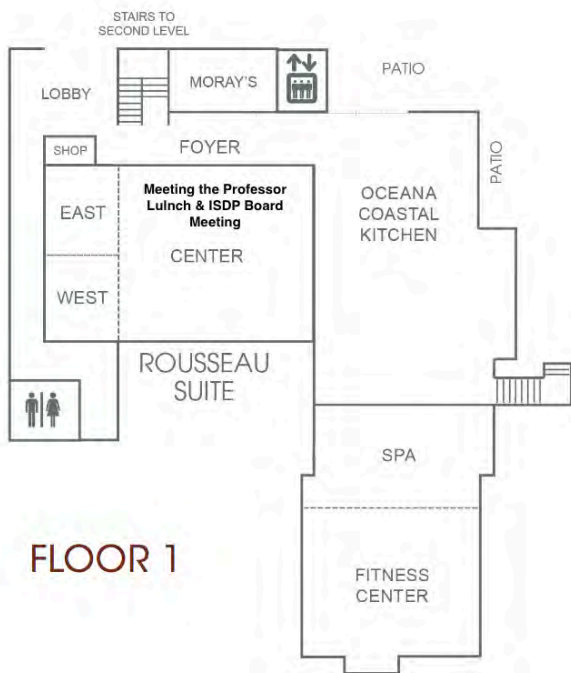 STAIRS TO
SECOND LEVEL
LOBBY
MORAY'S
PATIO
SHOP
FOYER
PATIO
EAST
Meeting the Professor
Lulnch & ISDP Board
Meeting
CENTER
OCEANA
COASTAL
KITCHEN
WEST
ROUSSEAU
SUITE
SPA
FLOOR 1
FITNESS
CENTER